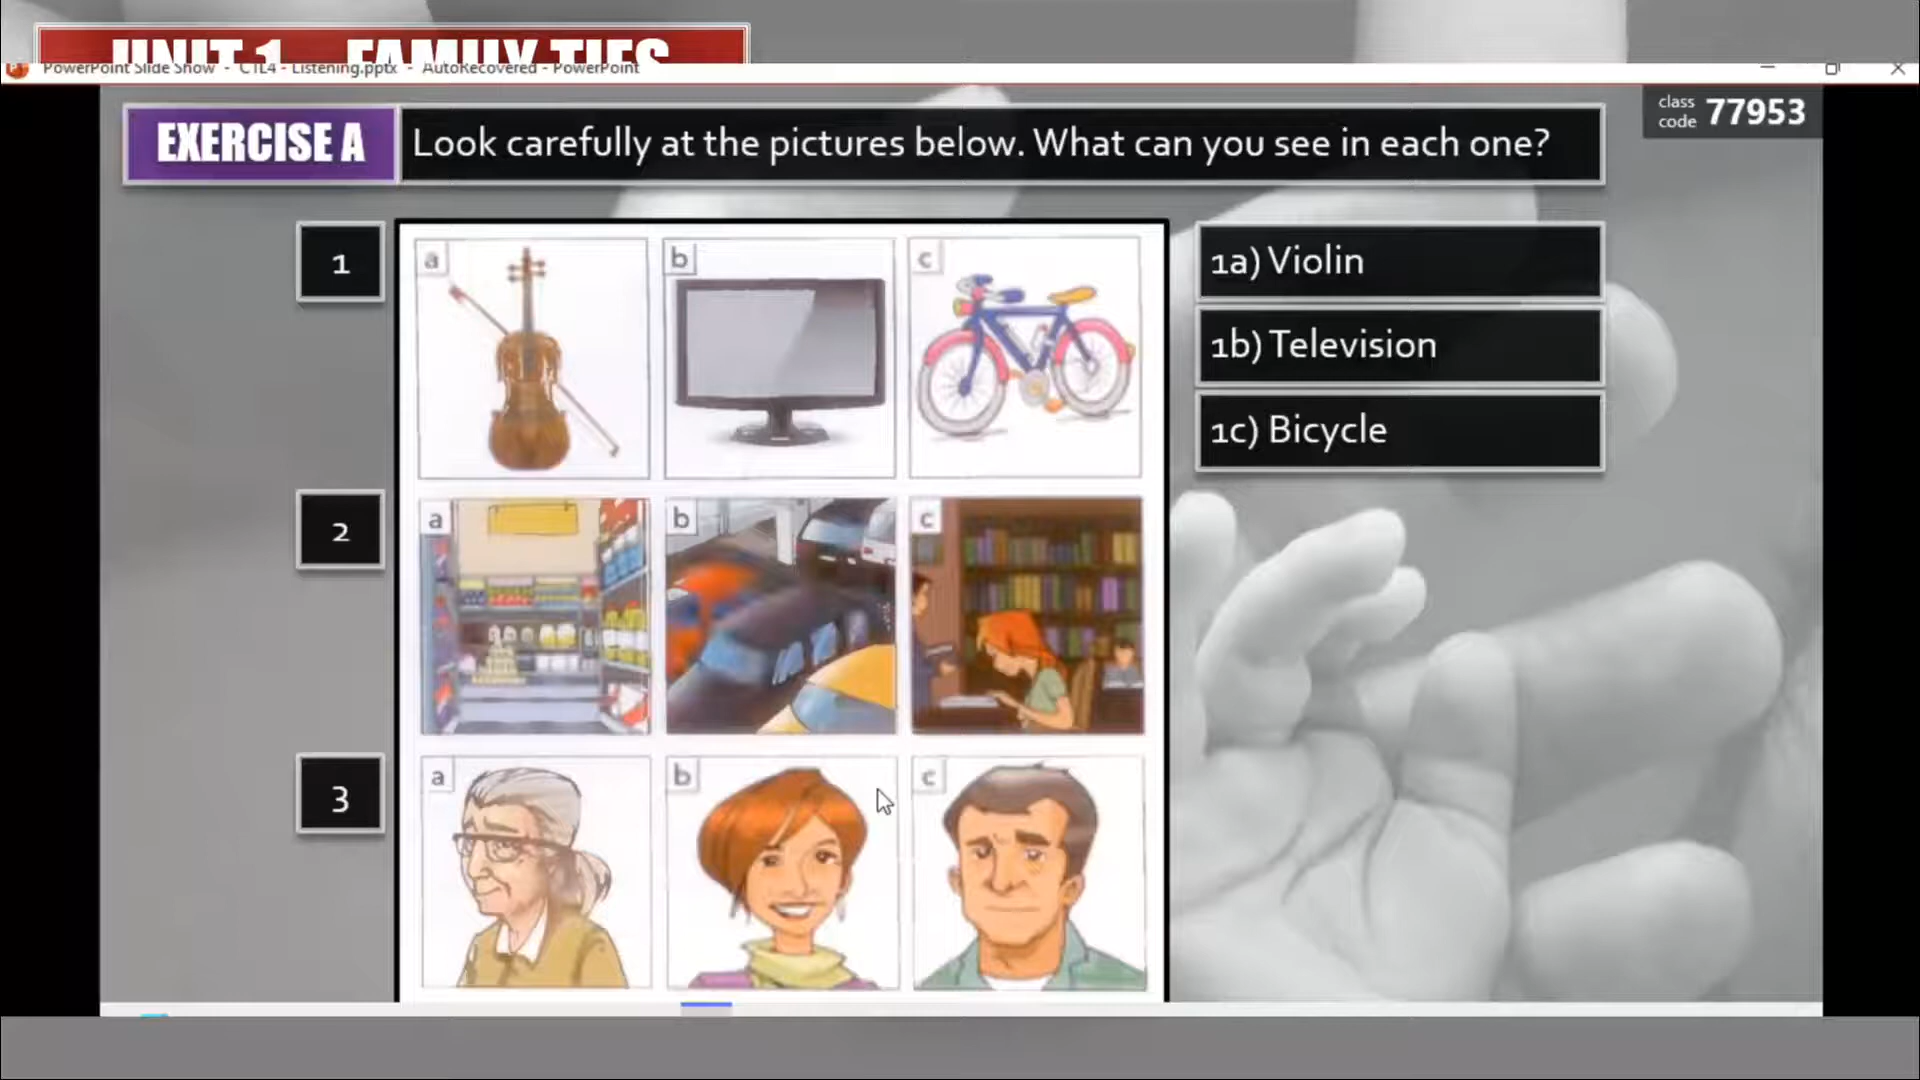 UNIT 1 - FAMILY TIES
PowerPoint Slide Show - CTL4 - Listening.pptx - AutoRecovered - PowerPoint
EXERCISE A
Look carefully at the pictures below. What can you see in each one?
class code 77953
1
a
b
c
1a) Violin
1b) Television
1c) Bicycle
2
a
b
c
3
a
b
c